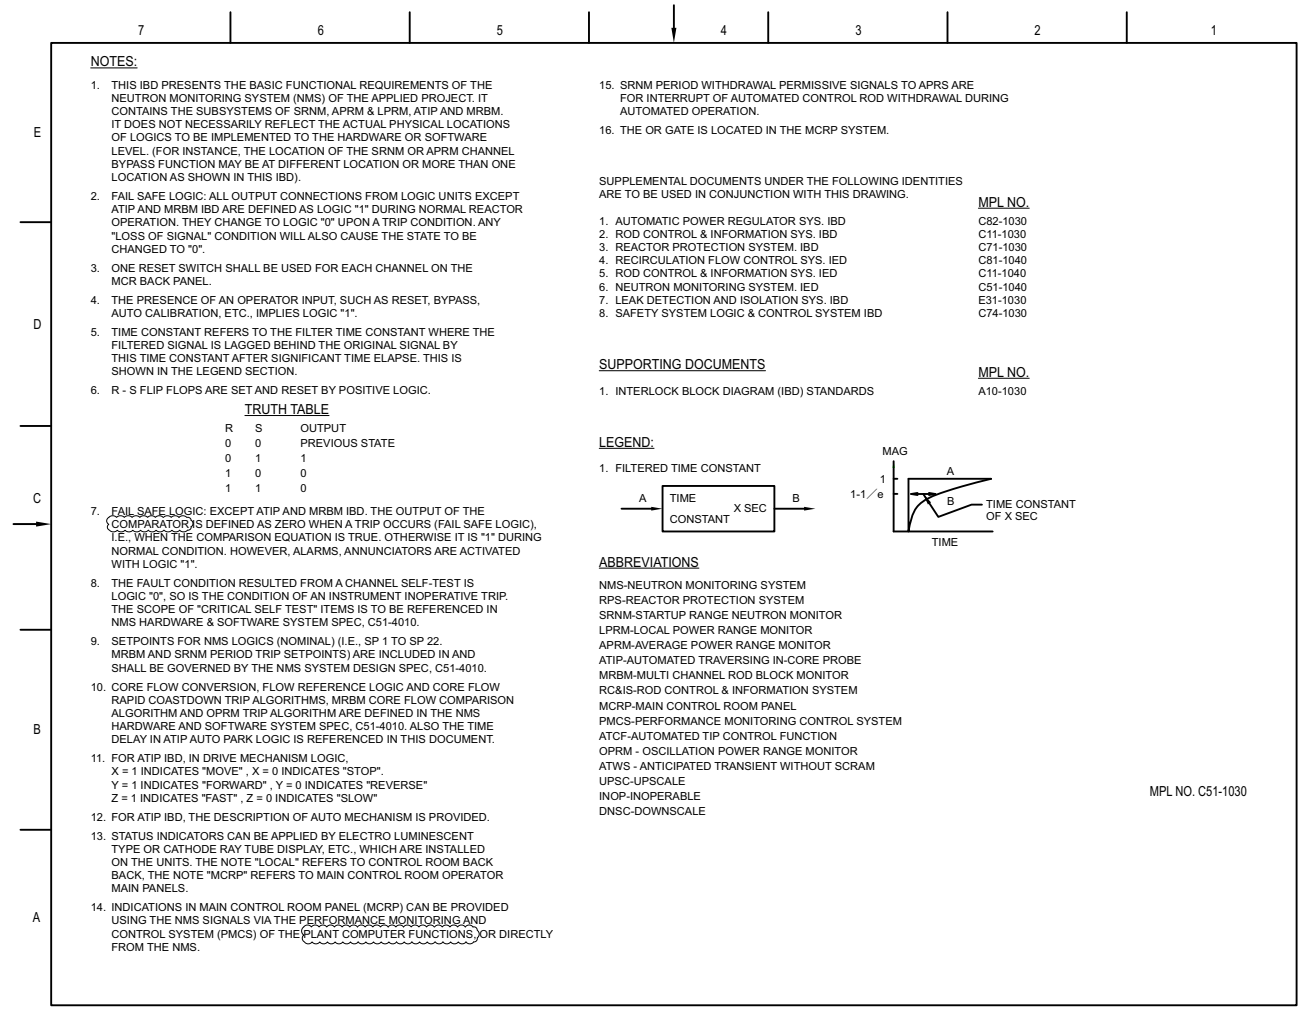 7 6 5 4 3 2 1
E
D
C
B
A
NOTES:
1. THIS IBD PRESENTS THE BASIC FUNCTIONAL REQUIREMENTS OF THE
NEUTRON MONITORING SYSTEM (NMS) OF THE APPLIED PROJECT. IT
CONTAINS THE SUBSYSTEMS OF SRNM, APRM & LPRM, ATIP AND MRBM.
IT DOES NOT NECESSARILY REFLECT THE ACTUAL PHYSICAL LOCATIONS
OF LOGICS TO BE IMPLEMENTED TO THE HARDWARE OR SOFTWARE
LEVEL. (FOR INSTANCE, THE LOCATION OF THE SRNM OR APRM CHANNEL
BYPASS FUNCTION MAY BE AT DIFFERENT LOCATION OR MORE THAN ONE
LOCATION AS SHOWN IN THIS IBD).
2. FAIL SAFE LOGIC: ALL OUTPUT CONNECTIONS FROM LOGIC UNITS EXCEPT
ATIP AND MRBM IBD ARE DEFINED AS LOGIC "1" DURING NORMAL REACTOR
OPERATION. THEY CHANGE TO LOGIC "0" UPON A TRIP CONDITION. ANY
"LOSS OF SIGNAL" CONDITION WILL ALSO CAUSE THE STATE TO BE
CHANGED TO "0".
3. ONE RESET SWITCH SHALL BE USED FOR EACH CHANNEL ON THE
MCR BACK PANEL.
4. THE PRESENCE OF AN OPERATOR INPUT, SUCH AS RESET, BYPASS,
AUTO CALIBRATION, ETC., IMPLIES LOGIC "1".
5. TIME CONSTANT REFERS TO THE FILTER TIME CONSTANT WHERE THE
FILTERED SIGNAL IS LAGGED BEHIND THE ORIGINAL SIGNAL BY
THIS TIME CONSTANT AFTER SIGNIFICANT TIME ELAPSE. THIS IS
SHOWN IN THE LEGEND SECTION.
6. R - S FLIP FLOPS ARE SET AND RESET BY POSITIVE LOGIC.
TRUTH TABLE
R S OUTPUT
0 0 PREVIOUS STATE
0 1 1
1 0 0
1 1 0
7. FAIL SAFE LOGIC: EXCEPT ATIP AND MRBM IBD. THE OUTPUT OF THE
COMPARATOR IS DEFINED AS ZERO WHEN A TRIP OCCURS (FAIL SAFE LOGIC),
I.E., WHEN THE COMPARISON EQUATION IS TRUE. OTHERWISE IT IS "1" DURING
NORMAL CONDITION. HOWEVER, ALARMS, ANNUNCIATORS ARE ACTIVATED
WITH LOGIC "1".
8. THE FAULT CONDITION RESULTED FROM A CHANNEL SELF-TEST IS
LOGIC "0", SO IS THE CONDITION OF AN INSTRUMENT INOPERATIVE TRIP.
THE SCOPE OF "CRITICAL SELF TEST" ITEMS IS TO BE REFERENCED IN
NMS HARDWARE & SOFTWARE SYSTEM SPEC, C51-4010.
9. SETPOINTS FOR NMS LOGICS (NOMINAL) (I.E., SP 1 TO SP 22.
MRBM AND SRNM PERIOD TRIP SETPOINTS) ARE INCLUDED IN AND
SHALL BE GOVERNED BY THE NMS SYSTEM DESIGN SPEC, C51-4010.
10. CORE FLOW CONVERSION, FLOW REFERENCE LOGIC AND CORE FLOW
RAPID COASTDOWN TRIP ALGORITHMS, MRBM CORE FLOW COMPARISON
ALGORITHM AND OPRM TRIP ALGORITHM ARE DEFINED IN THE NMS
HARDWARE AND SOFTWARE SYSTEM SPEC, C51-4010. ALSO THE TIME
DELAY IN ATIP AUTO PARK LOGIC IS REFERENCED IN THIS DOCUMENT.
11. FOR ATIP IBD, IN DRIVE MECHANISM LOGIC,
X = 1 INDICATES "MOVE" , X = 0 INDICATES "STOP".
Y = 1 INDICATES "FORWARD" , Y = 0 INDICATES "REVERSE"
Z = 1 INDICATES "FAST" , Z = 0 INDICATES "SLOW"
12. FOR ATIP IBD, THE DESCRIPTION OF AUTO MECHANISM IS PROVIDED.
13. STATUS INDICATORS CAN BE APPLIED BY ELECTRO LUMINESCENT
TYPE OR CATHODE RAY TUBE DISPLAY, ETC., WHICH ARE INSTALLED
ON THE UNITS. THE NOTE "LOCAL" REFERS TO CONTROL ROOM BACK
BACK, THE NOTE "MCRP" REFERS TO MAIN CONTROL ROOM OPERATOR
MAIN PANELS.
14. INDICATIONS IN MAIN CONTROL ROOM PANEL (MCRP) CAN BE PROVIDED
USING THE NMS SIGNALS VIA THE PERFORMANCE MONITORING AND
CONTROL SYSTEM (PMCS) OF THE PLANT COMPUTER FUNCTIONS, OR DIRECTLY
FROM THE NMS.
15. SRNM PERIOD WITHDRAWAL PERMISSIVE SIGNALS TO APRS ARE
FOR INTERRUPT OF AUTOMATED CONTROL ROD WITHDRAWAL DURING
AUTOMATED OPERATION.
16. THE OR GATE IS LOCATED IN THE MCRP SYSTEM.
SUPPLEMENTAL DOCUMENTS UNDER THE FOLLOWING IDENTITIES
ARE TO BE USED IN CONJUNCTION WITH THIS DRAWING.
MPL NO.
1. AUTOMATIC POWER REGULATOR SYS. IBD C82-1030
2. ROD CONTROL & INFORMATION SYS. IBD C11-1030
3. REACTOR PROTECTION SYSTEM. IBD C71-1030
4. RECIRCULATION FLOW CONTROL SYS. IED C81-1040
5. ROD CONTROL & INFORMATION SYS. IED C11-1040
6. NEUTRON MONITORING SYSTEM. IED C51-1040
7. LEAK DETECTION AND ISOLATION SYS. IBD E31-1030
8. SAFETY SYSTEM LOGIC & CONTROL SYSTEM IBD C74-1030
SUPPORTING DOCUMENTS
MPL NO.
1. INTERLOCK BLOCK DIAGRAM (IBD) STANDARDS A10-1030
LEGEND:
1. FILTERED TIME CONSTANT
A TIME CONSTANT X SEC B
MAG
1
1-1/e
A
B
TIME CONSTANT
OF X SEC
TIME
ABBREVIATIONS
NMS-NEUTRON MONITORING SYSTEM
RPS-REACTOR PROTECTION SYSTEM
SRNM-STARTUP RANGE NEUTRON MONITOR
LPRM-LOCAL POWER RANGE MONITOR
APRM-AVERAGE POWER RANGE MONITOR
ATIP-AUTOMATED TRAVERSING IN-CORE PROBE
MRBM-MULTI CHANNEL ROD BLOCK MONITOR
RC&IS-ROD CONTROL & INFORMATION SYSTEM
MCRP-MAIN CONTROL ROOM PANEL
PMCS-PERFORMANCE MONITORING CONTROL SYSTEM
ATCF-AUTOMATED TIP CONTROL FUNCTION
OPRM - OSCILLATION POWER RANGE MONITOR
ATWS - ANTICIPATED TRANSIENT WITHOUT SCRAM
UPSC-UPSCALE
INOP-INOPERABLE
DNSC-DOWNSCALE
MPL NO. C51-1030